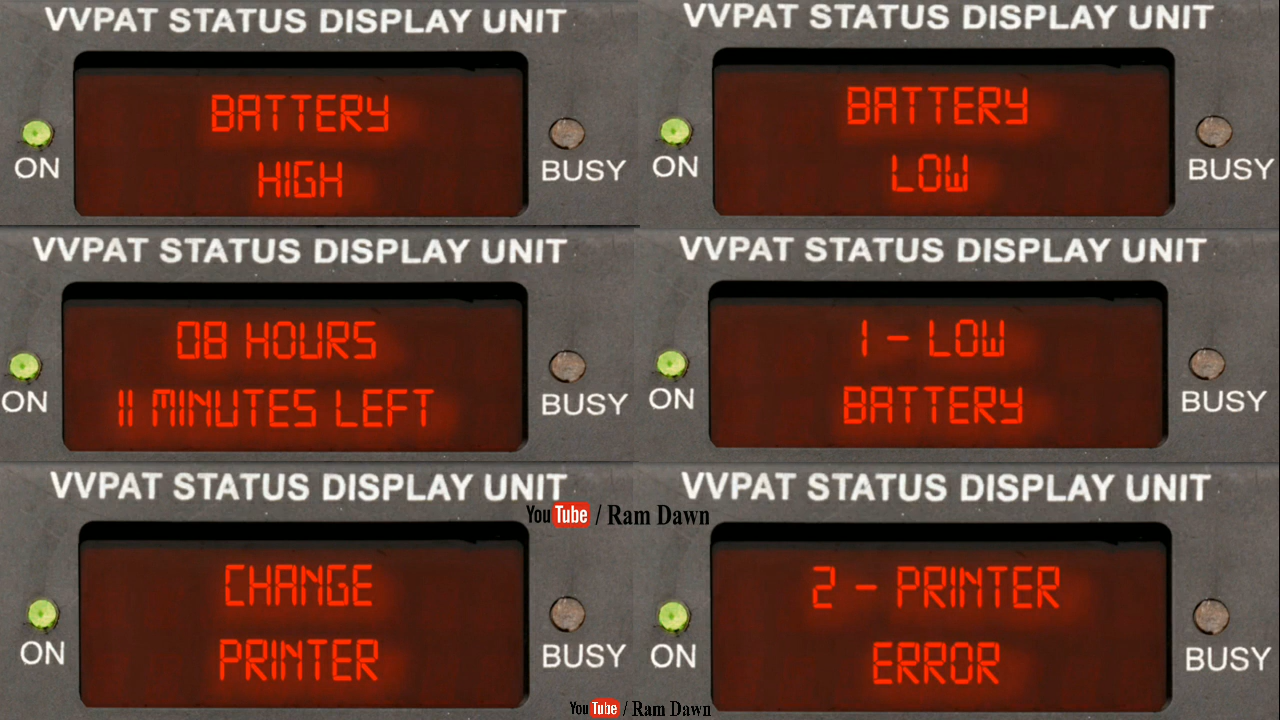 VVPAT STATUS DISPLAY UNIT
BATTERY
HIGH
ON
BUSY
VVPAT STATUS DISPLAY UNIT
BATTERY
LOW
ON
BUSY
VVPAT STATUS DISPLAY UNIT
08 HOURS
11 MINUTES LEFT
ON
BUSY
VVPAT STATUS DISPLAY UNIT
1 - LOW
BATTERY
ON
BUSY
VVPAT STATUS DISPLAY UNIT
CHANGE
PRINTER
ON
BUSY
VVPAT STATUS DISPLAY UNIT
2 - PRINTER
ERROR
ON
BUSY
YouTube / Ram Dawn
YouTube / Ram Dawn